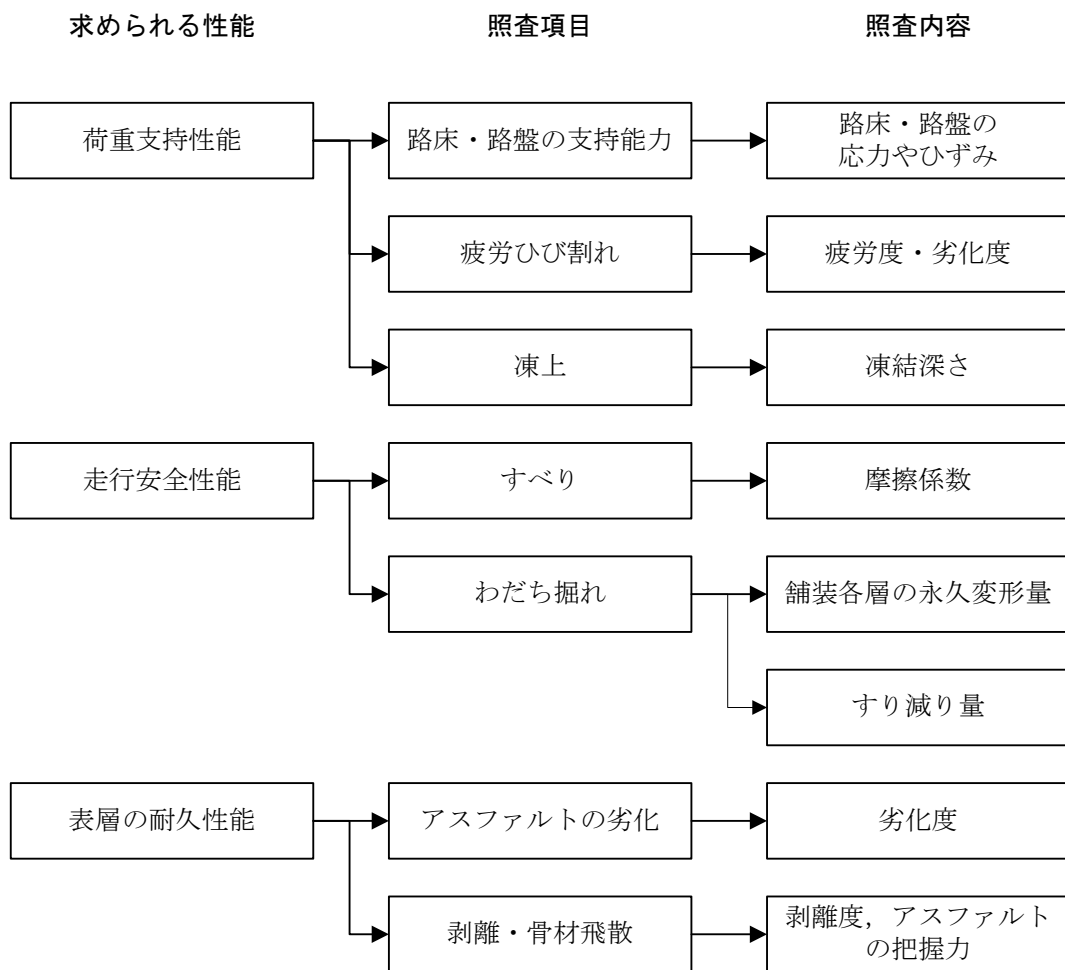 求められる性能
照査項目
照査内容
荷重支持性能
路床・路盤の支持能力
路床・路盤の
応力やひずみ
疲労ひび割れ
疲労度・劣化度
凍上
凍結深さ
走行安全性能
すべり
摩擦係数
わだち掘れ
舗装各層の永久変形量
すり減り量
表層の耐久性能
アスファルトの劣化
劣化度
剥離・骨材飛散
剥離度，アスファルト
の把握力